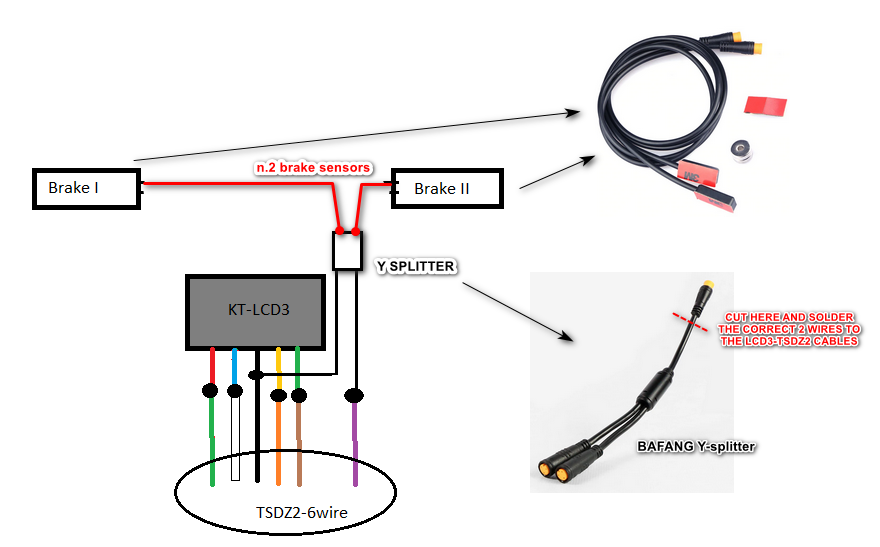 n.2 brake sensors
Brake I
Brake II
Y SPLITTER
KT-LCD3
CUT HERE AND SOLDER
THE CORRECT 2 WIRES TO
THE LCD3-TSDZ2 CABLES
BAFANG Y-splitter
TSDZ2-6wire